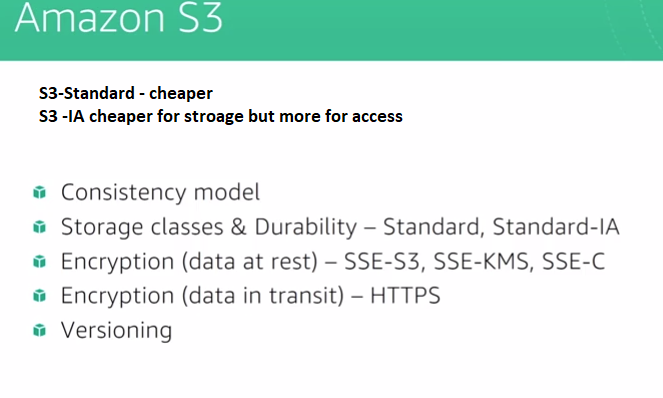 Amazon S3
S3-Standard - cheaper
S3 -IA cheaper for stroage but more for access
Consistency model
Storage classes & Durability – Standard, Standard-IA
Encryption (data at rest) – SSE-S3, SSE-KMS, SSE-C
Encryption (data in transit) – HTTPS
Versioning